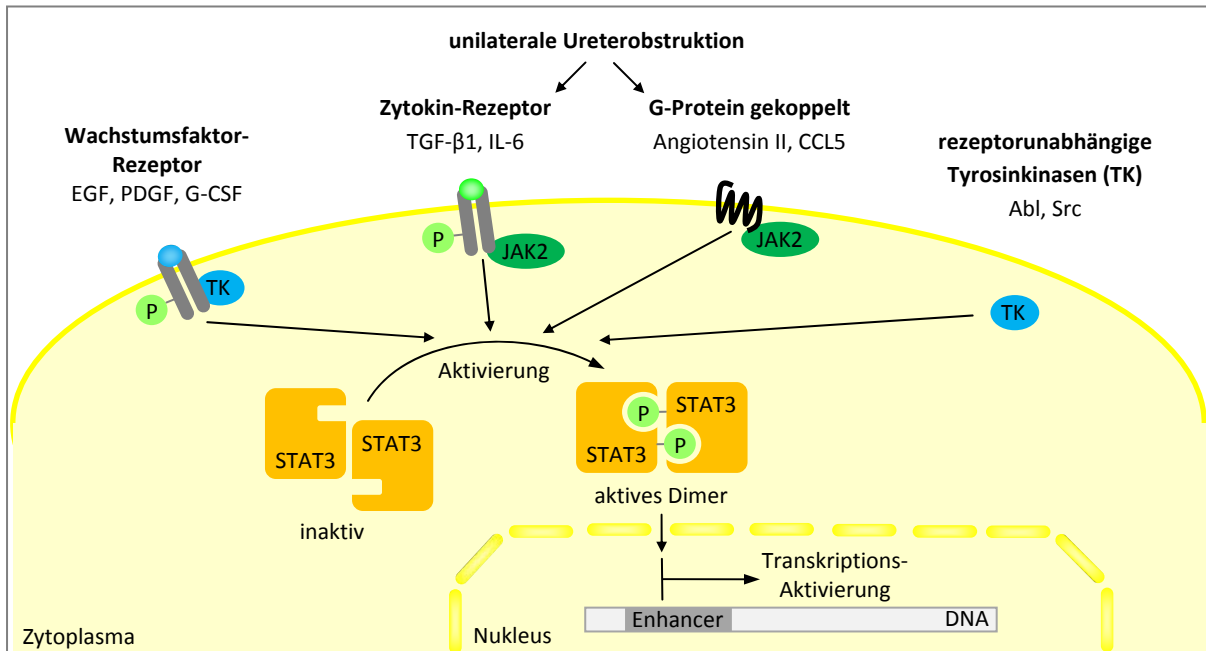 unilaterale Ureterobstruktion
Zytokin-Rezeptor
TGF-β1, IL-6
G-Protein gekoppelt
Angiotensin II, CCL5
Wachstumsfaktor-
Rezeptor
EGF, PDGF, G-CSF
rezeptorunabhängige
Tyrosinkinasen (TK)
Abl, Src
P
JAK2
JAK2
TK
P
TK
Aktivierung
STAT3
STAT3
inaktiv
P
STAT3
STAT3
P
aktives Dimer
Transkriptions-
Aktivierung
Enhancer
DNA
Zytoplasma
Nukleus